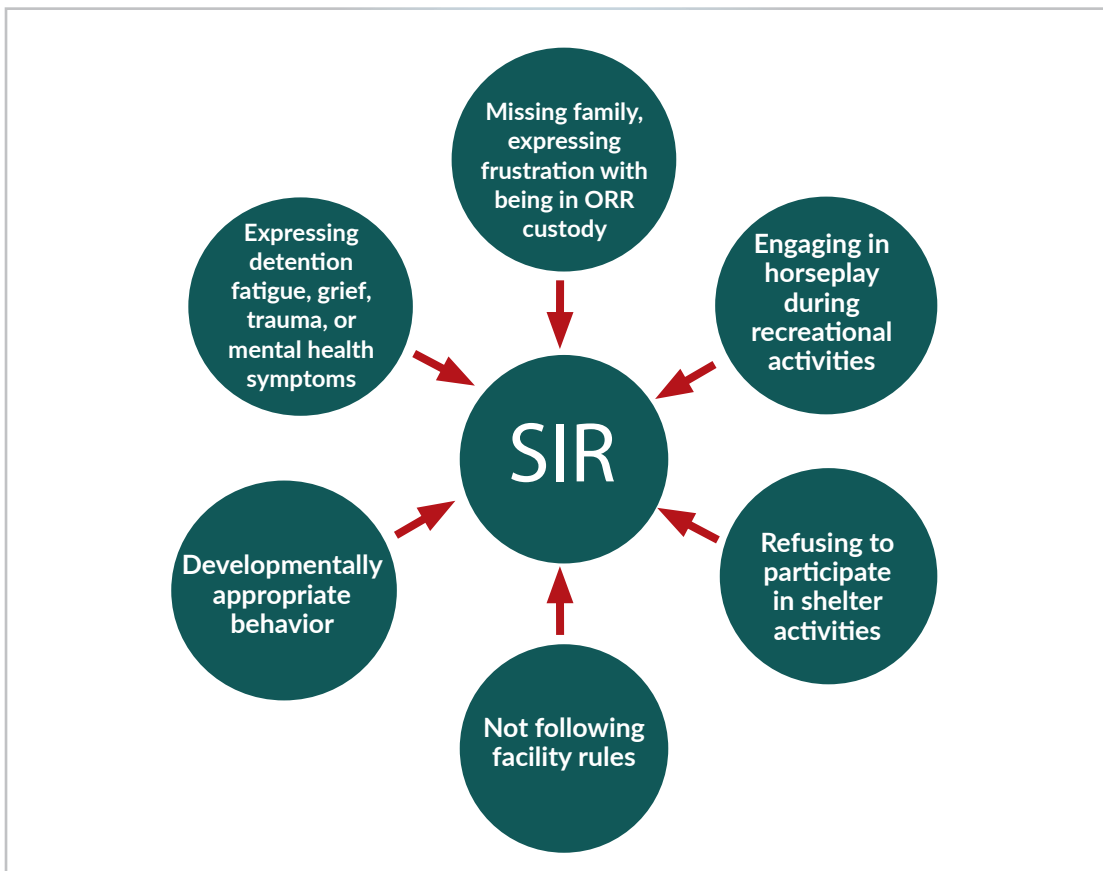 Missing family,
expressing
frustration with
being in ORR
custody
Expressing
detention
fatigue, grief,
trauma, or
mental health
symptoms
Engaging in
horseplay
during
recreational
activities
SIR
Developmentally
appropriate
behavior
Refusing to
participate
in shelter
activities
Not following
facility rules